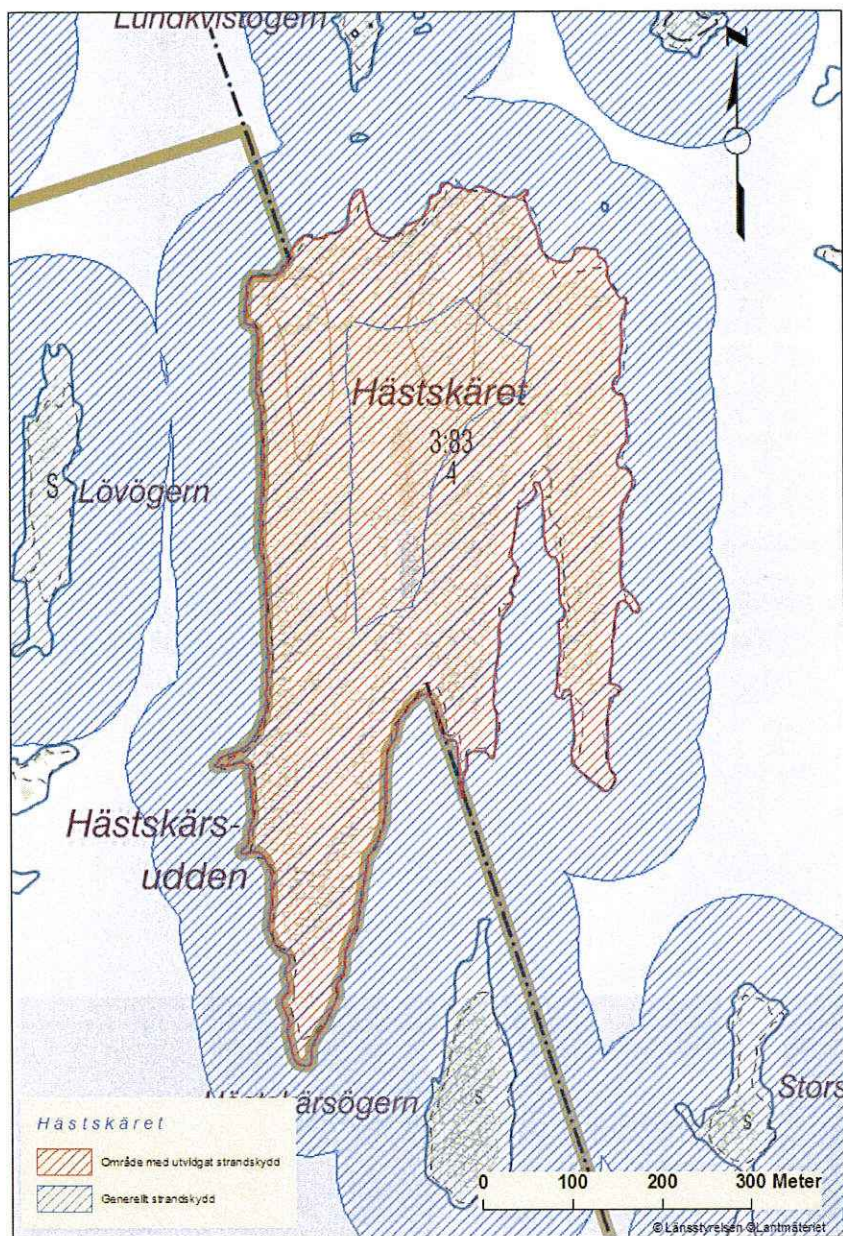 Lundkvistögern
Z
Hästskäret
3:83
4
S
Lövögern
Hästskärs-
udden
Hästskärsögern
S
Stors
S
Hästskäret
Område med utvidgat strandskydd
Generellt strandskydd
0 100 200 300 Meter
© Länsstyrelsen © Lantmäteriet